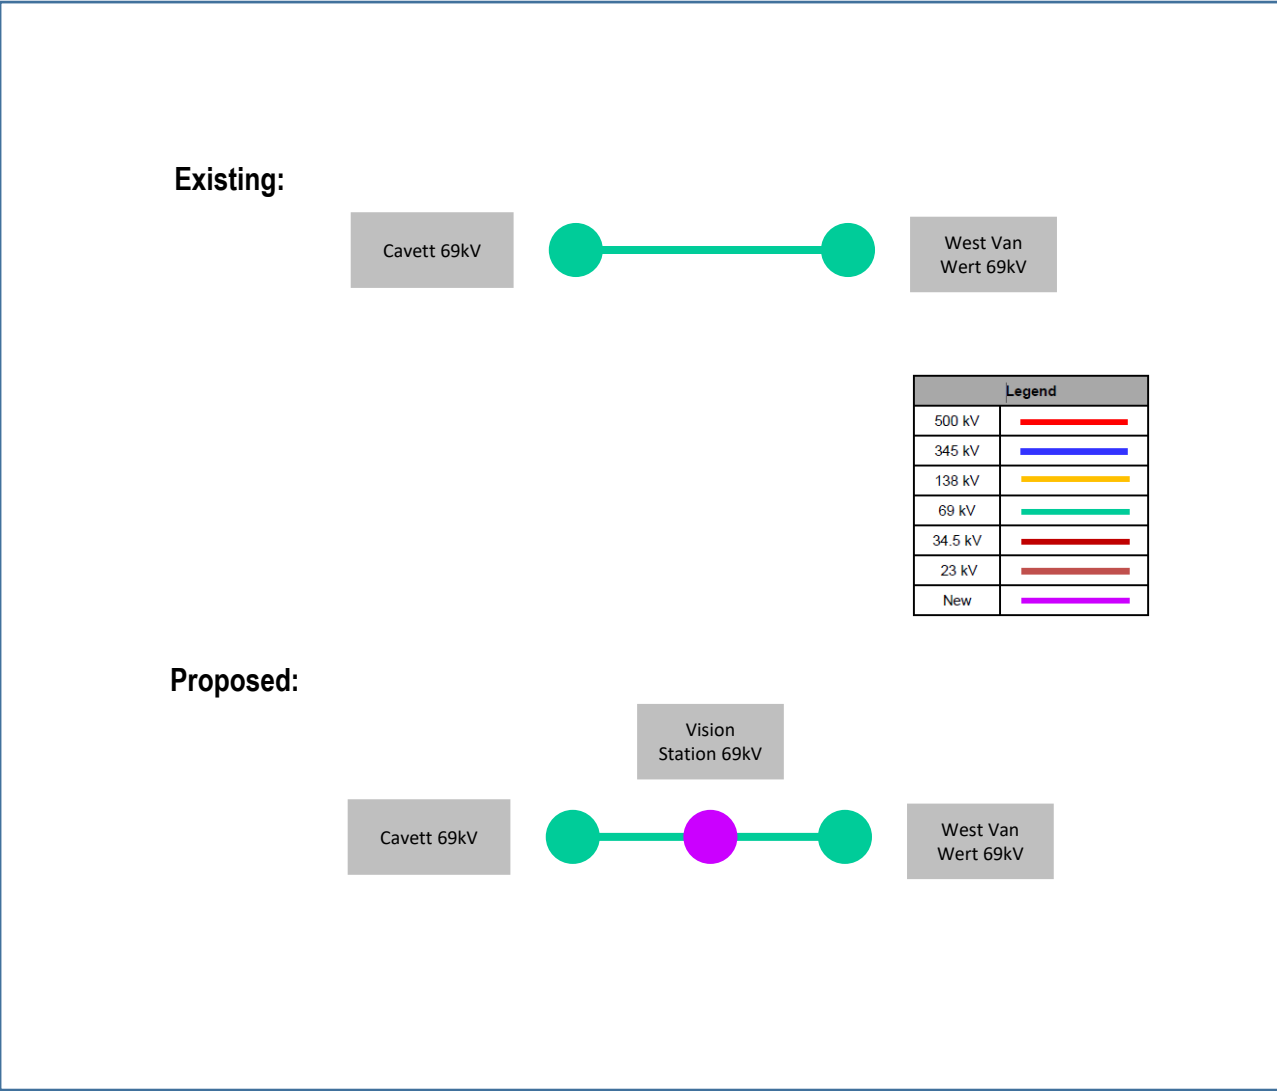 Existing:
Cavett 69kV
West Van
Wert 69kV
Legend
500 kV
345 kV
138 kV
69 kV
34.5 kV
23 kV
New
Proposed:
Vision
Station 69kV
Cavett 69kV
West Van
Wert 69kV